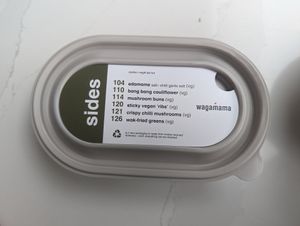 sides
104 edamame
110 bang bang cauliflower (vg)
114 mushroom buns (vg)
120 sticky vegan 'ribs' (vg)
121 crispy chilli mushrooms (vg)
126 wok-fried greens (vg)
wagamama